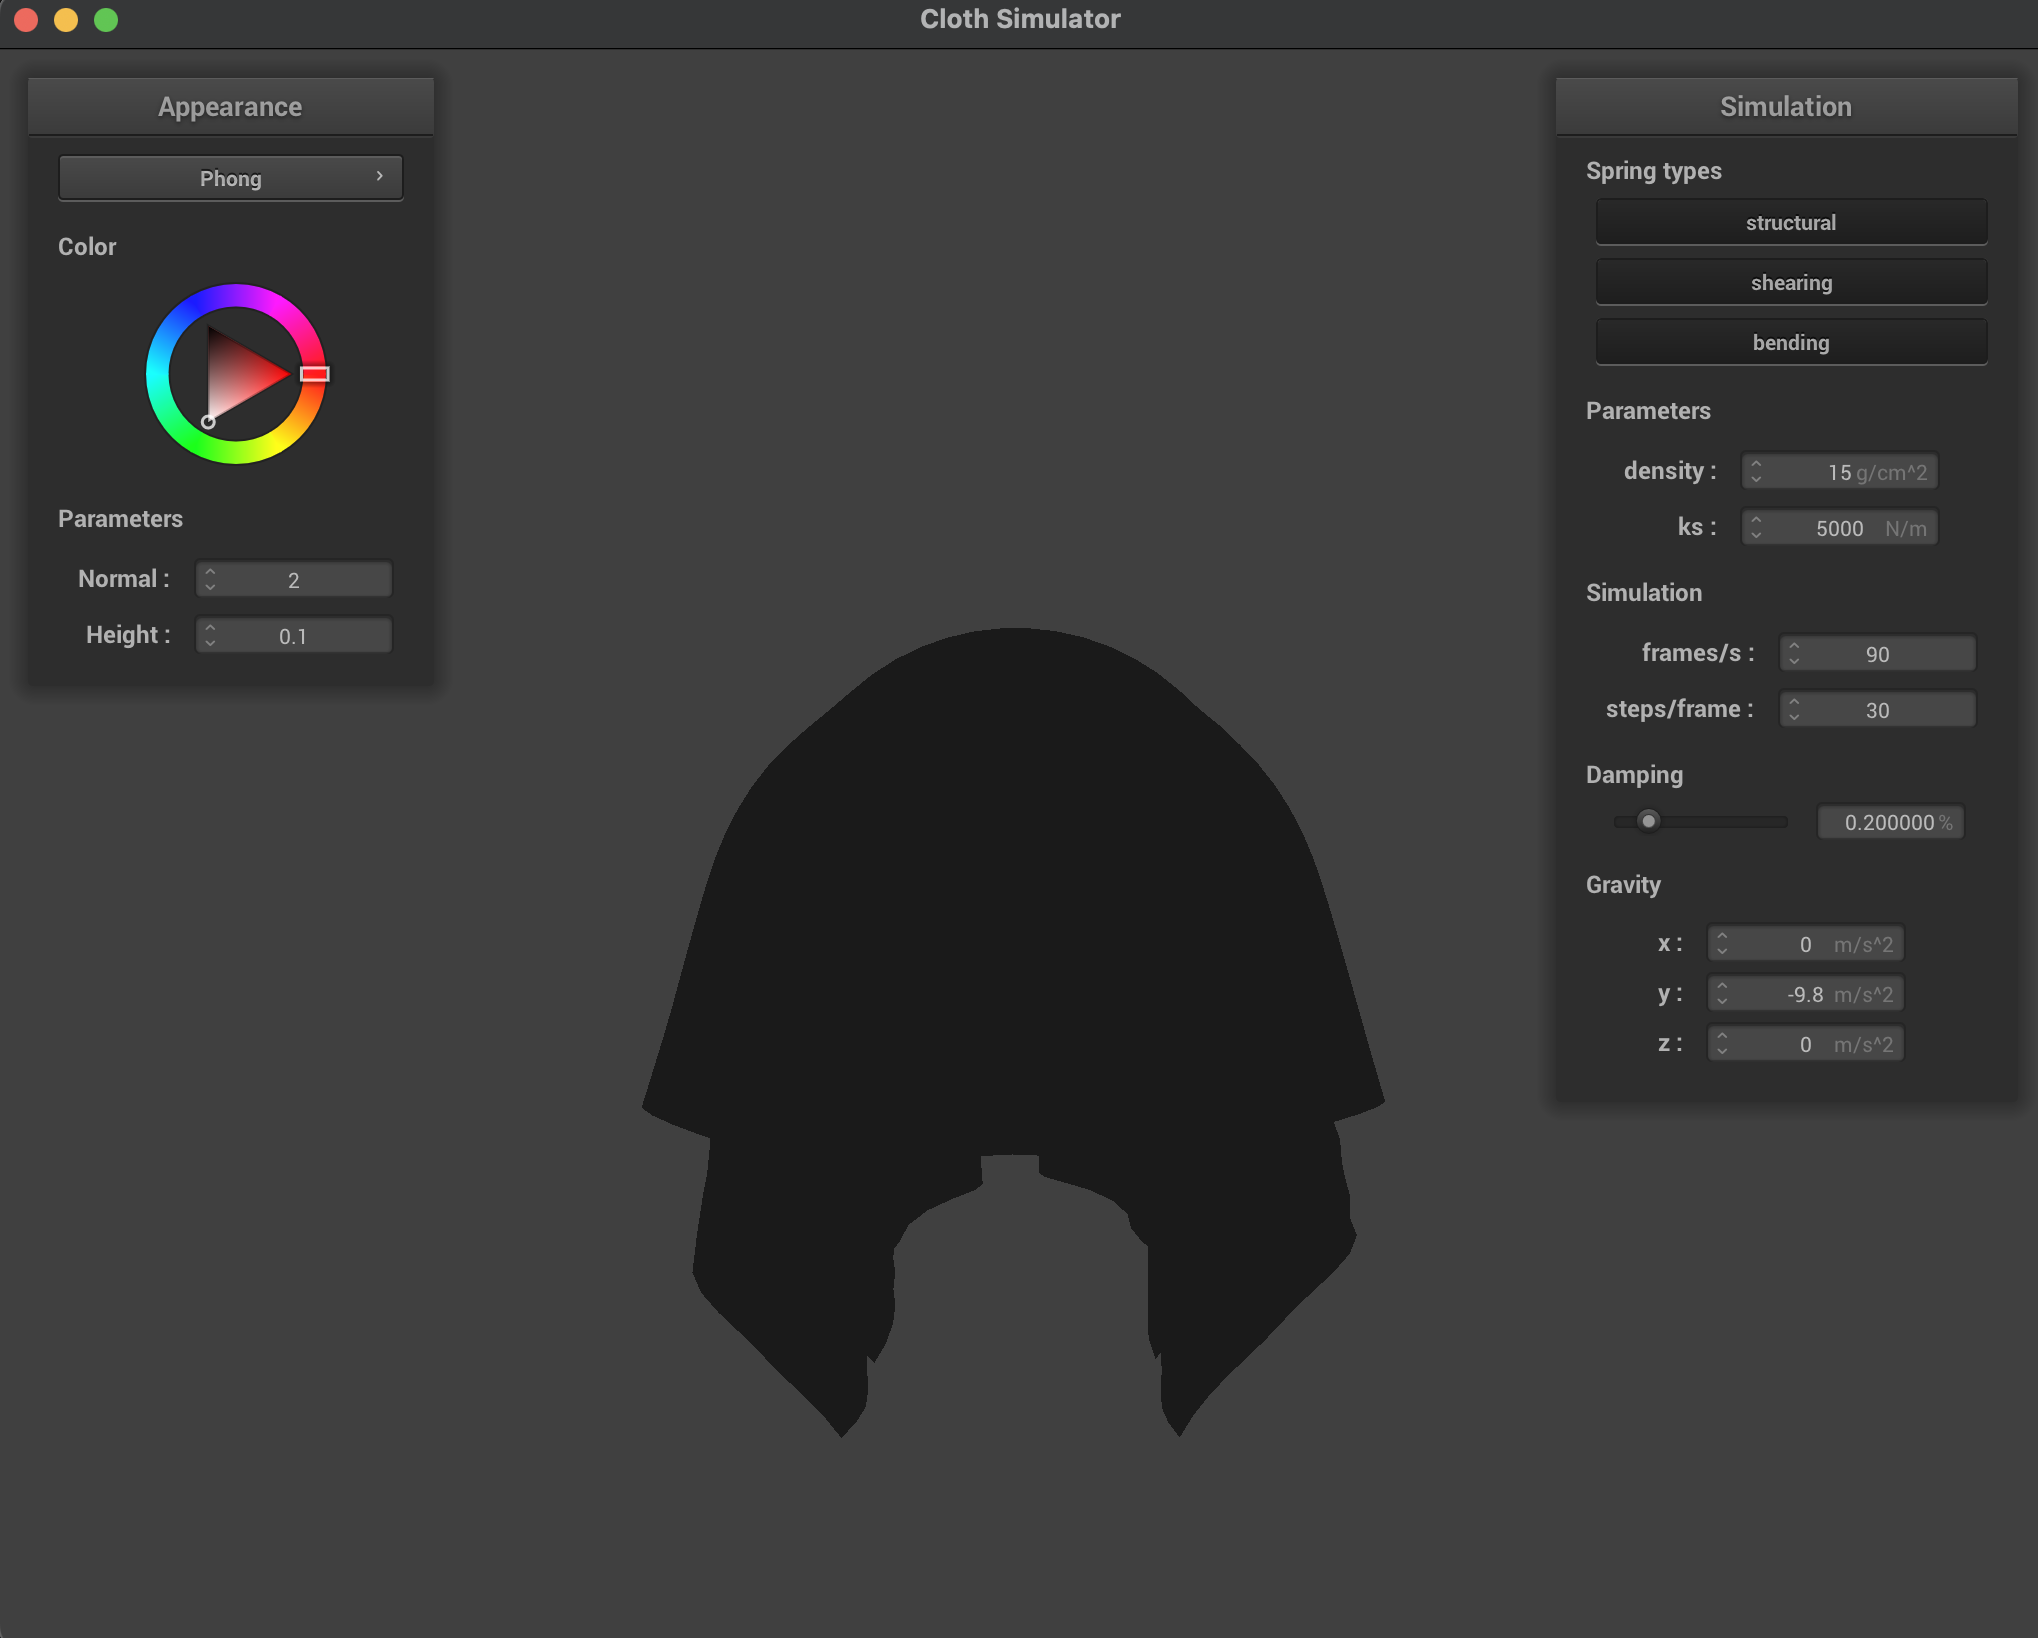 Cloth Simulator
Appearance
Phong
Color
Parameters
Normal : 2
Height : 0.1
Simulation
Spring types
structural
shearing
bending
Parameters
density : 15 g/cm^2
ks : 5000 N/m
Simulation
frames/s : 90
steps/frame : 30
Damping
0.200000 %
Gravity
x : 0 m/s^2
y : -9.8 m/s^2
z : 0 m/s^2